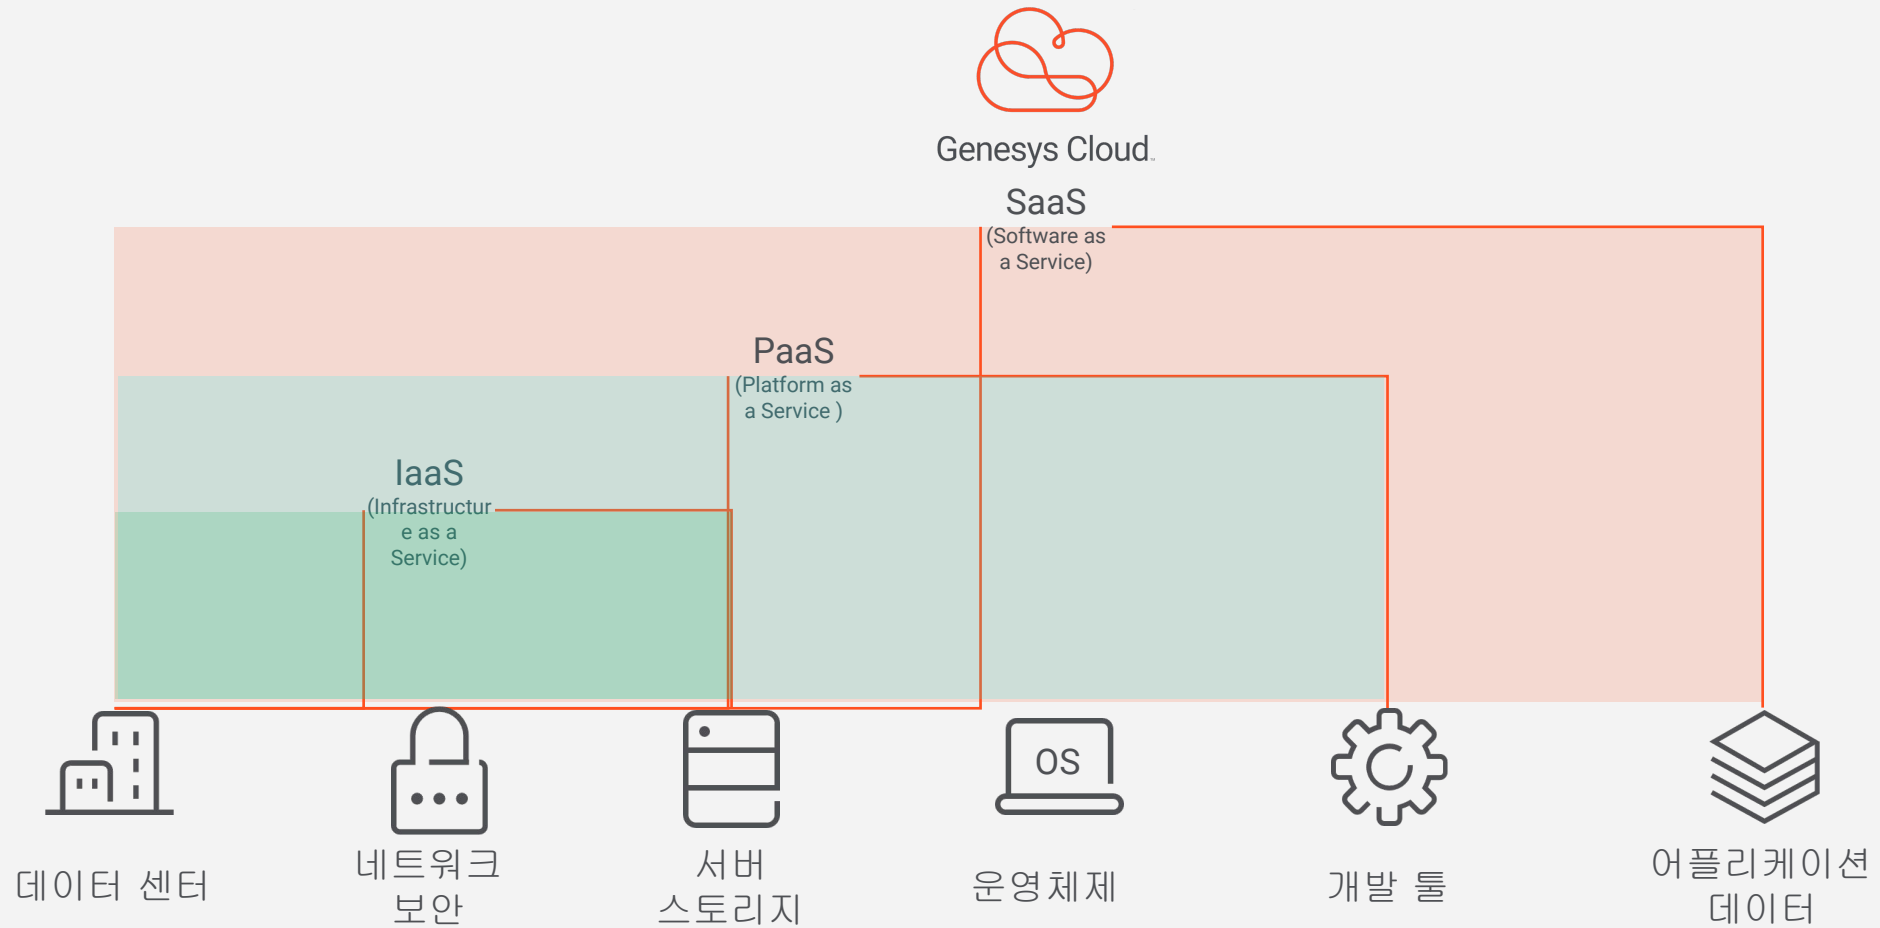 Genesys Cloud
SaaS
(Software as
a Service)
PaaS
(Platform as
a Service )
IaaS
(Infrastructur
e as a
Service)
OS
데이터 센터
네트워크
보안
서버
스토리지
운영체제
개발 툴
어플리케이션
데이터